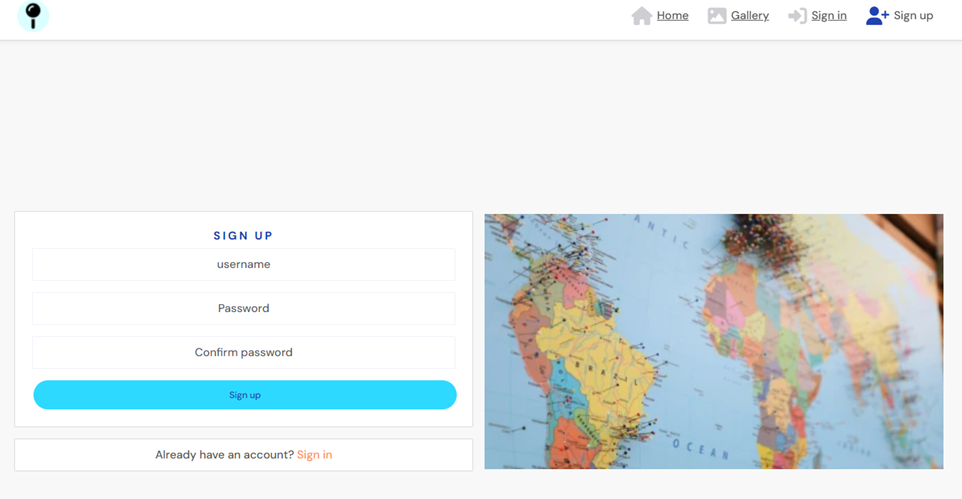 Home Gallery Sign in Sign up
SIGN UP
username
Password
Confirm password
Sign up
Already have an account? Sign in
ANTIC
BRAZIL
OCEAN